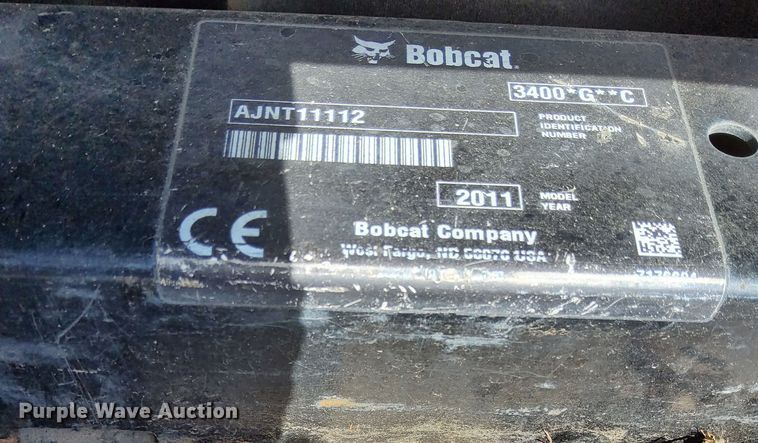 Bobcat
3400*G**C
AJNT11112
PRODUCT
IDENTIFICATION
NUMBER
2011
MODEL
YEAR
CE
Bobcat Company
West Fargo, ND USA
Purple Wave Auction